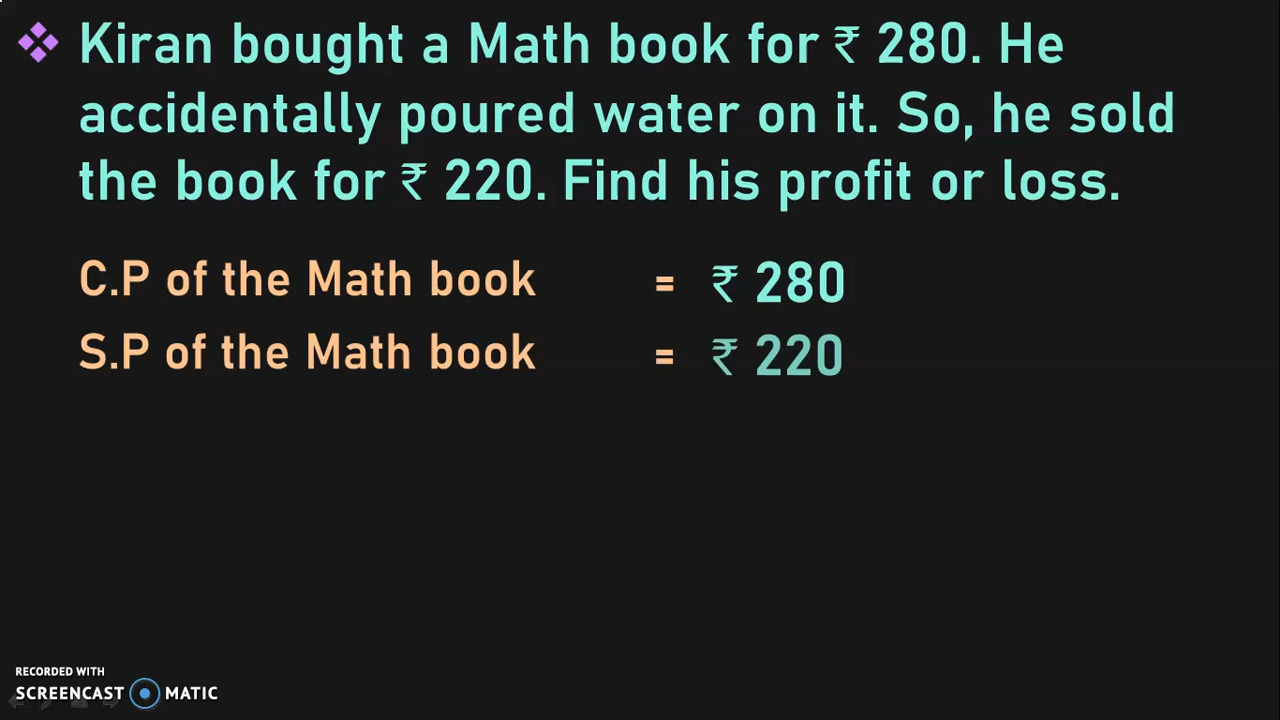 Kiran bought a Math book for ₹ 280. He
accidentally poured water on it. So, he sold
the book for ₹ 220. Find his profit or loss.
C.P of the Math book = ₹ 280
S.P of the Math book = ₹ 220
RECORDED WITH
SCREENCAST MATIC